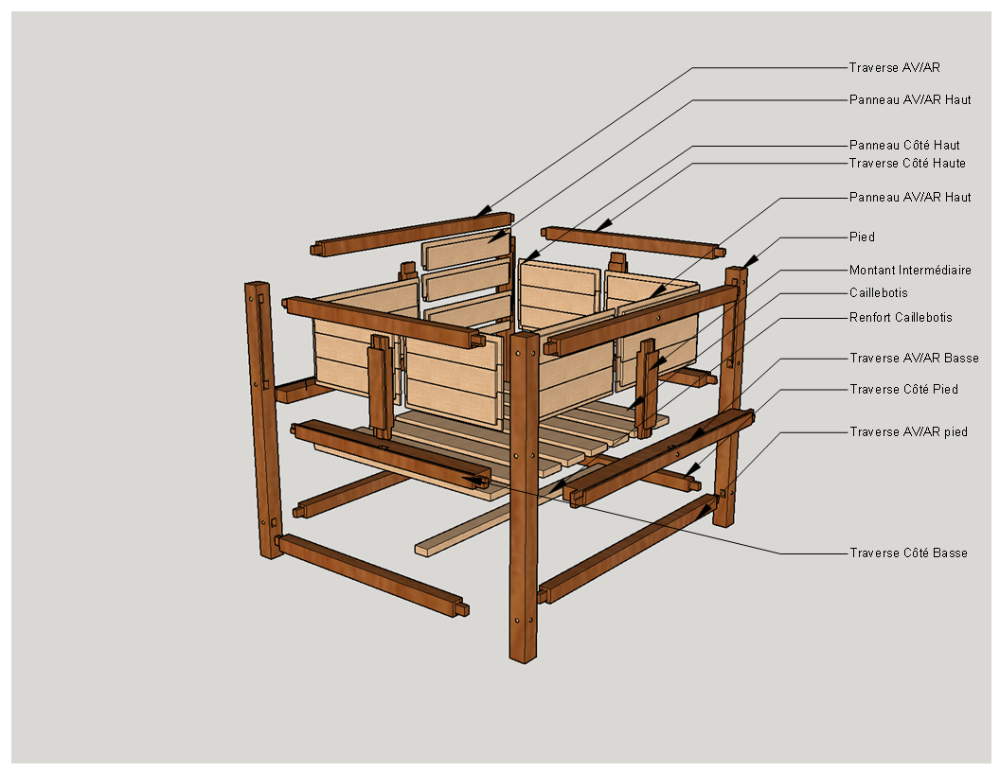 Traverse AV/AR
Panneau AV/AR Haut
Panneau Côté Haut
Traverse Côté Haute
Panneau AV/AR Haut
Pied
Montant Intermédiaire
Caillebotis
Renfort Caillebotis
Traverse AV/AR Basse
Traverse Côté Pied
Traverse AV/AR pied
Traverse Côté Basse